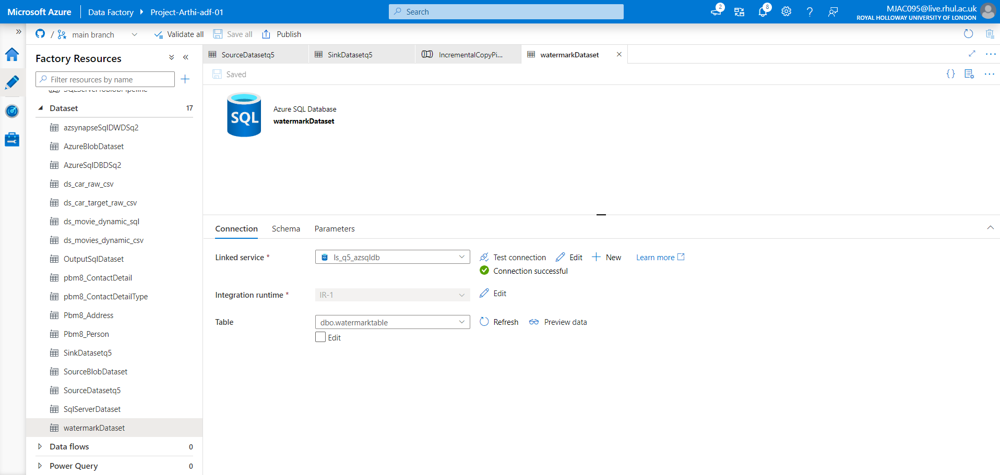 Microsoft Azure
Data Factory
Project-Arthi-adf-01
Search
2
8
MJAC095@live.rhul.ac.uk
ROYAL HOLLOWAY UNIVERSITY OF LONDON
/ main branch
Validate all
Save all
Publish
Factory Resources
Filter resources by name
SQLServerToBlobPipeline
Dataset 17
azsynapseSqlDWDSq2
AzureBlobDataset
AzureSqlDBDSq2
ds_car_raw_csv
ds_car_target_raw_csv
ds_movie_dynamic_sql
ds_movies_dynamic_csv
OutputSqlDataset
pbm8_ContactDetail
pbm8_ContactDetailType
Pbm8_Address
Pbm8_Person
SinkDatasetq5
SourceBlobDataset
SourceDatasetq5
SqlServerDataset
watermarkDataset
Data flows 0
Power Query 0
SourceDatasetq5
SinkDatasetq5
IncrementalCopyPi...
watermarkDataset
Saved
{}
SQL
Azure SQL Database
watermarkDataset
Connection
Schema
Parameters
Linked service *
ls_q5_azsqldb
Test connection
Edit
New
Learn more
Connection successful
Integration runtime *
IR-1
Edit
Table
dbo.watermarktable
Refresh
Preview data
Edit